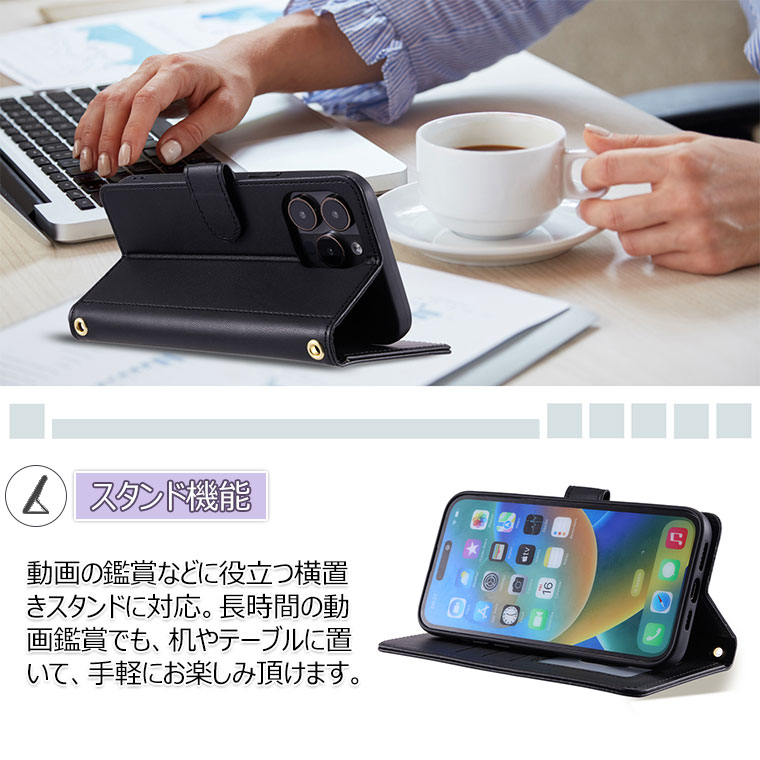 スタンド機能
動画の鑑賞などに役立つ横置
きスタンドに対応。長時間の動
画鑑賞でも、机やテーブルに置
いて、手軽にお楽しみ頂けます。